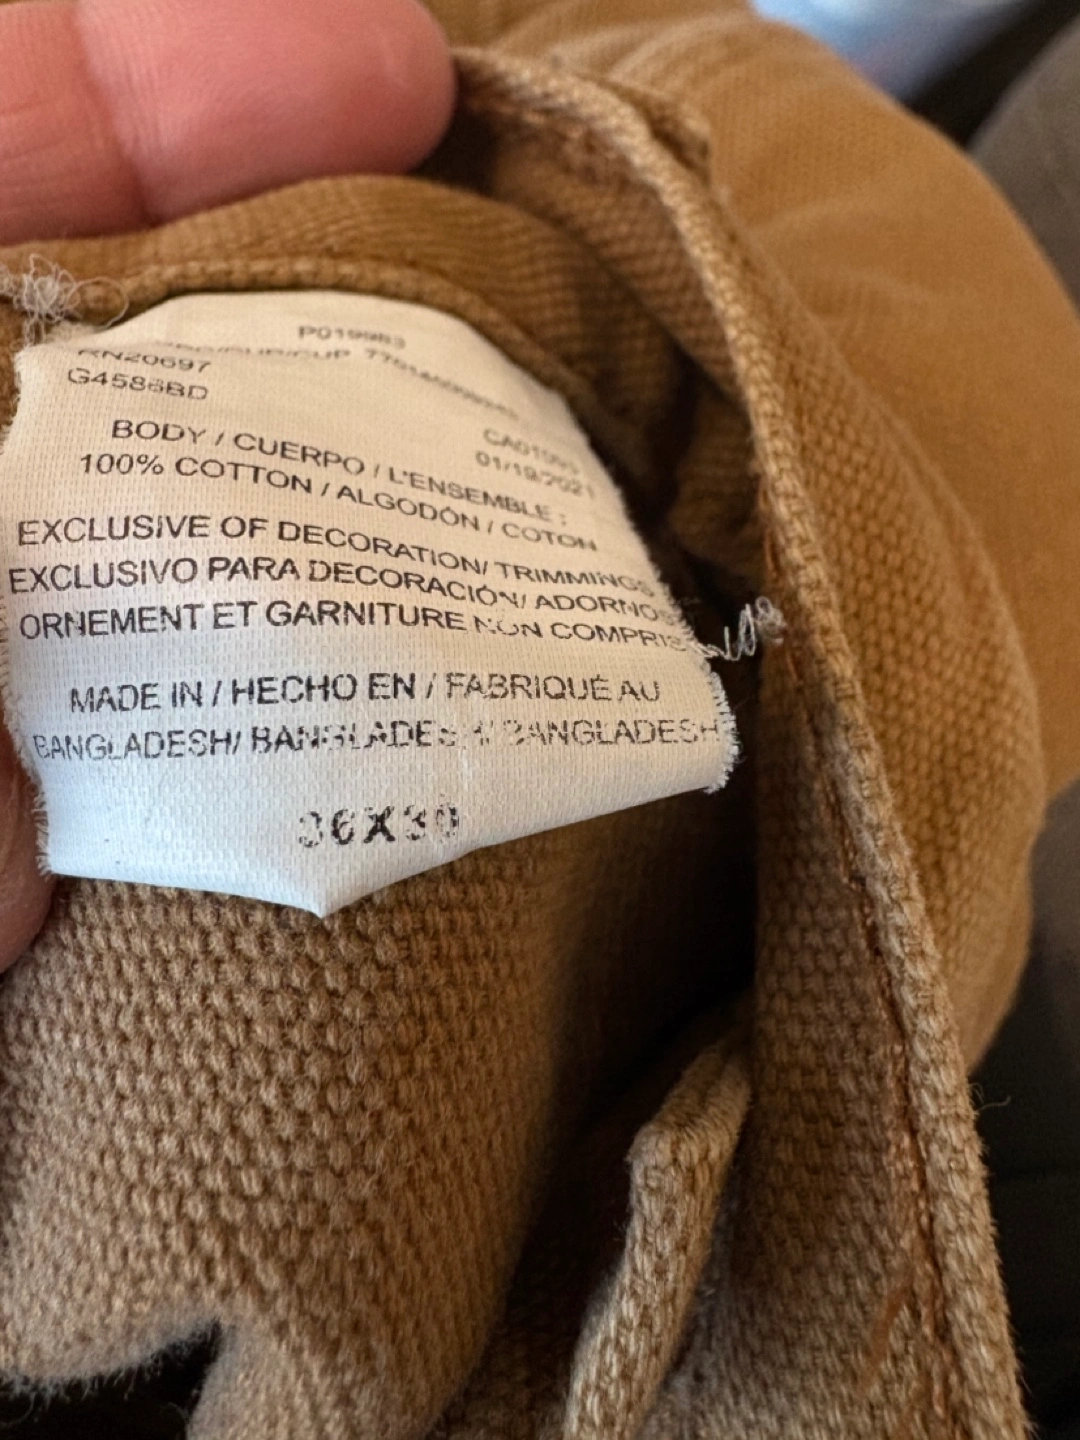 P019983
RN20697
G4586BD
01/19/2021
BODY / CUERPO / L'ENSEMBLE :
100% COTTON / ALGODÓN / COTON
EXCLUSIVE OF DECORATION/ TRIMMINGS
EXCLUSIVO PARA DECORACIÓN/ ADORNOS
ORNEMENT ET GARNITURE NON COMPRIS
MADE IN / HECHO EN / FABRIQUÉ AU
BANGLADESH/ BANGLADESH/ BANGLADESH
36X30